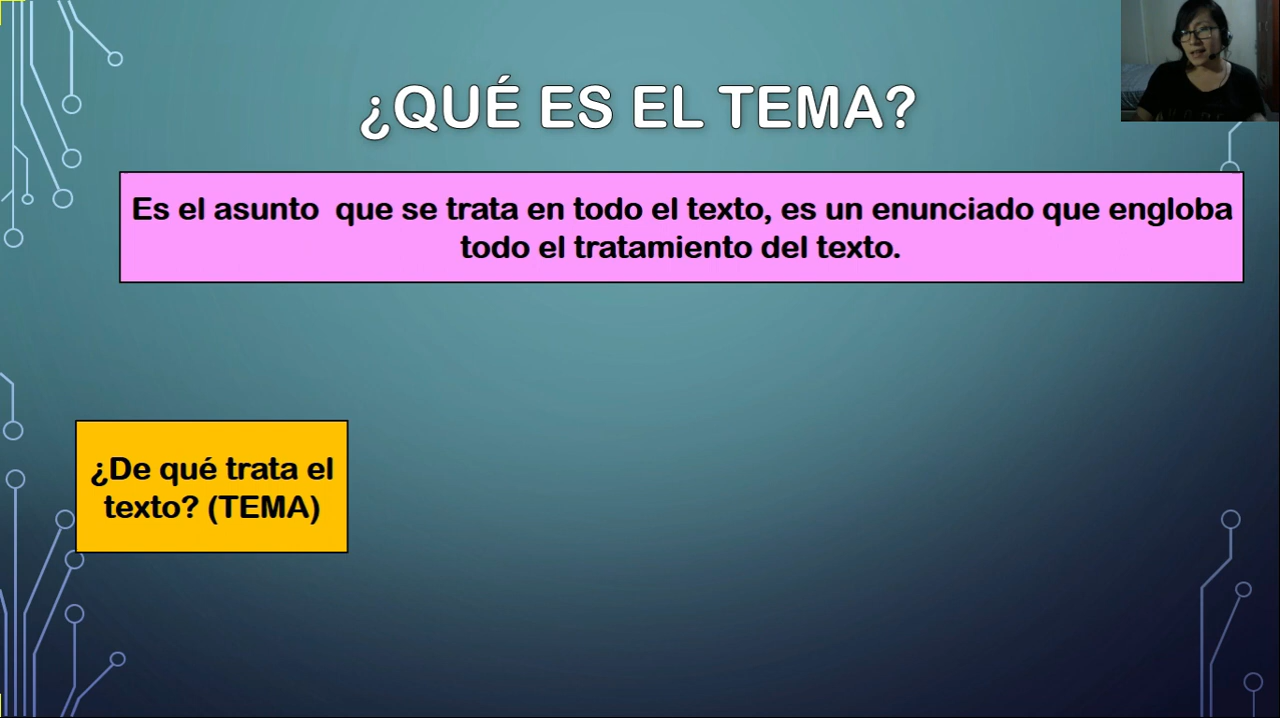 ¿QUÉ ES EL TEMA?
Es el asunto  que se trata en todo el texto, es un enunciado que engloba
todo el tratamiento del texto.
¿De qué trata el
texto? (TEMA)